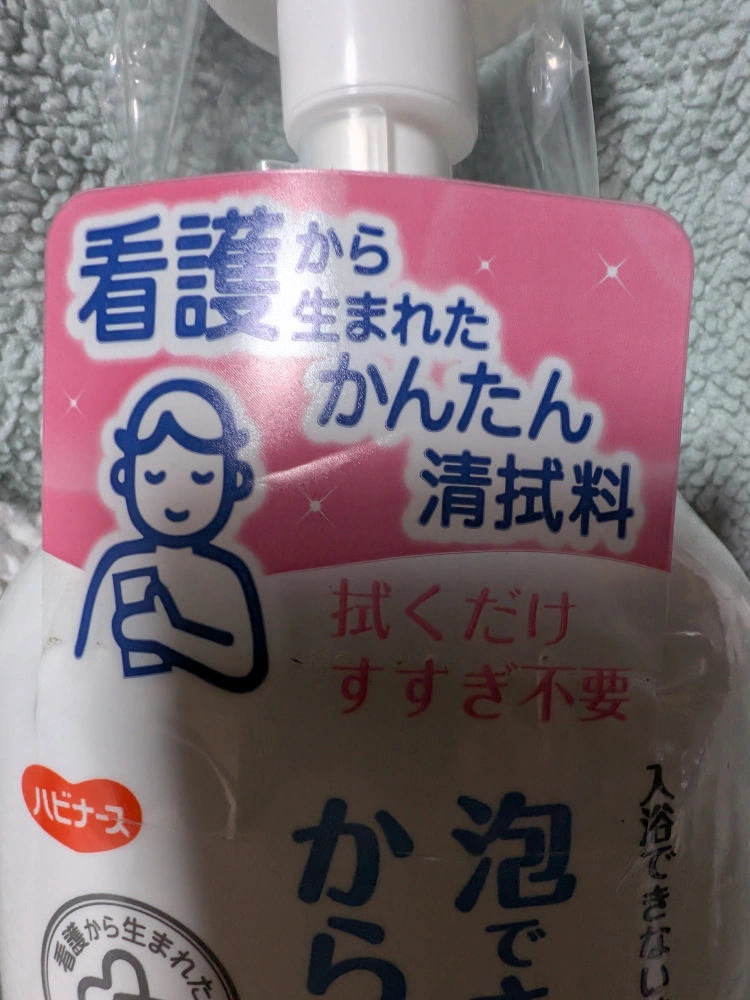 看護から
生まれた
かんたん
清拭料
拭くだけ
すすぎ不要
ハビナース
入浴できない
泡で
から
看護から生まれた